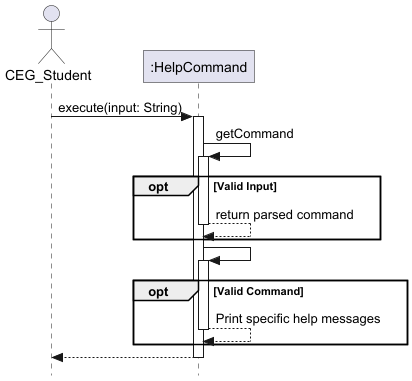 CEG_Student
:HelpCommand
execute(input: String)
getCommand
opt
[Valid Input]
return parsed command
opt
[Valid Command]
Print specific help messages